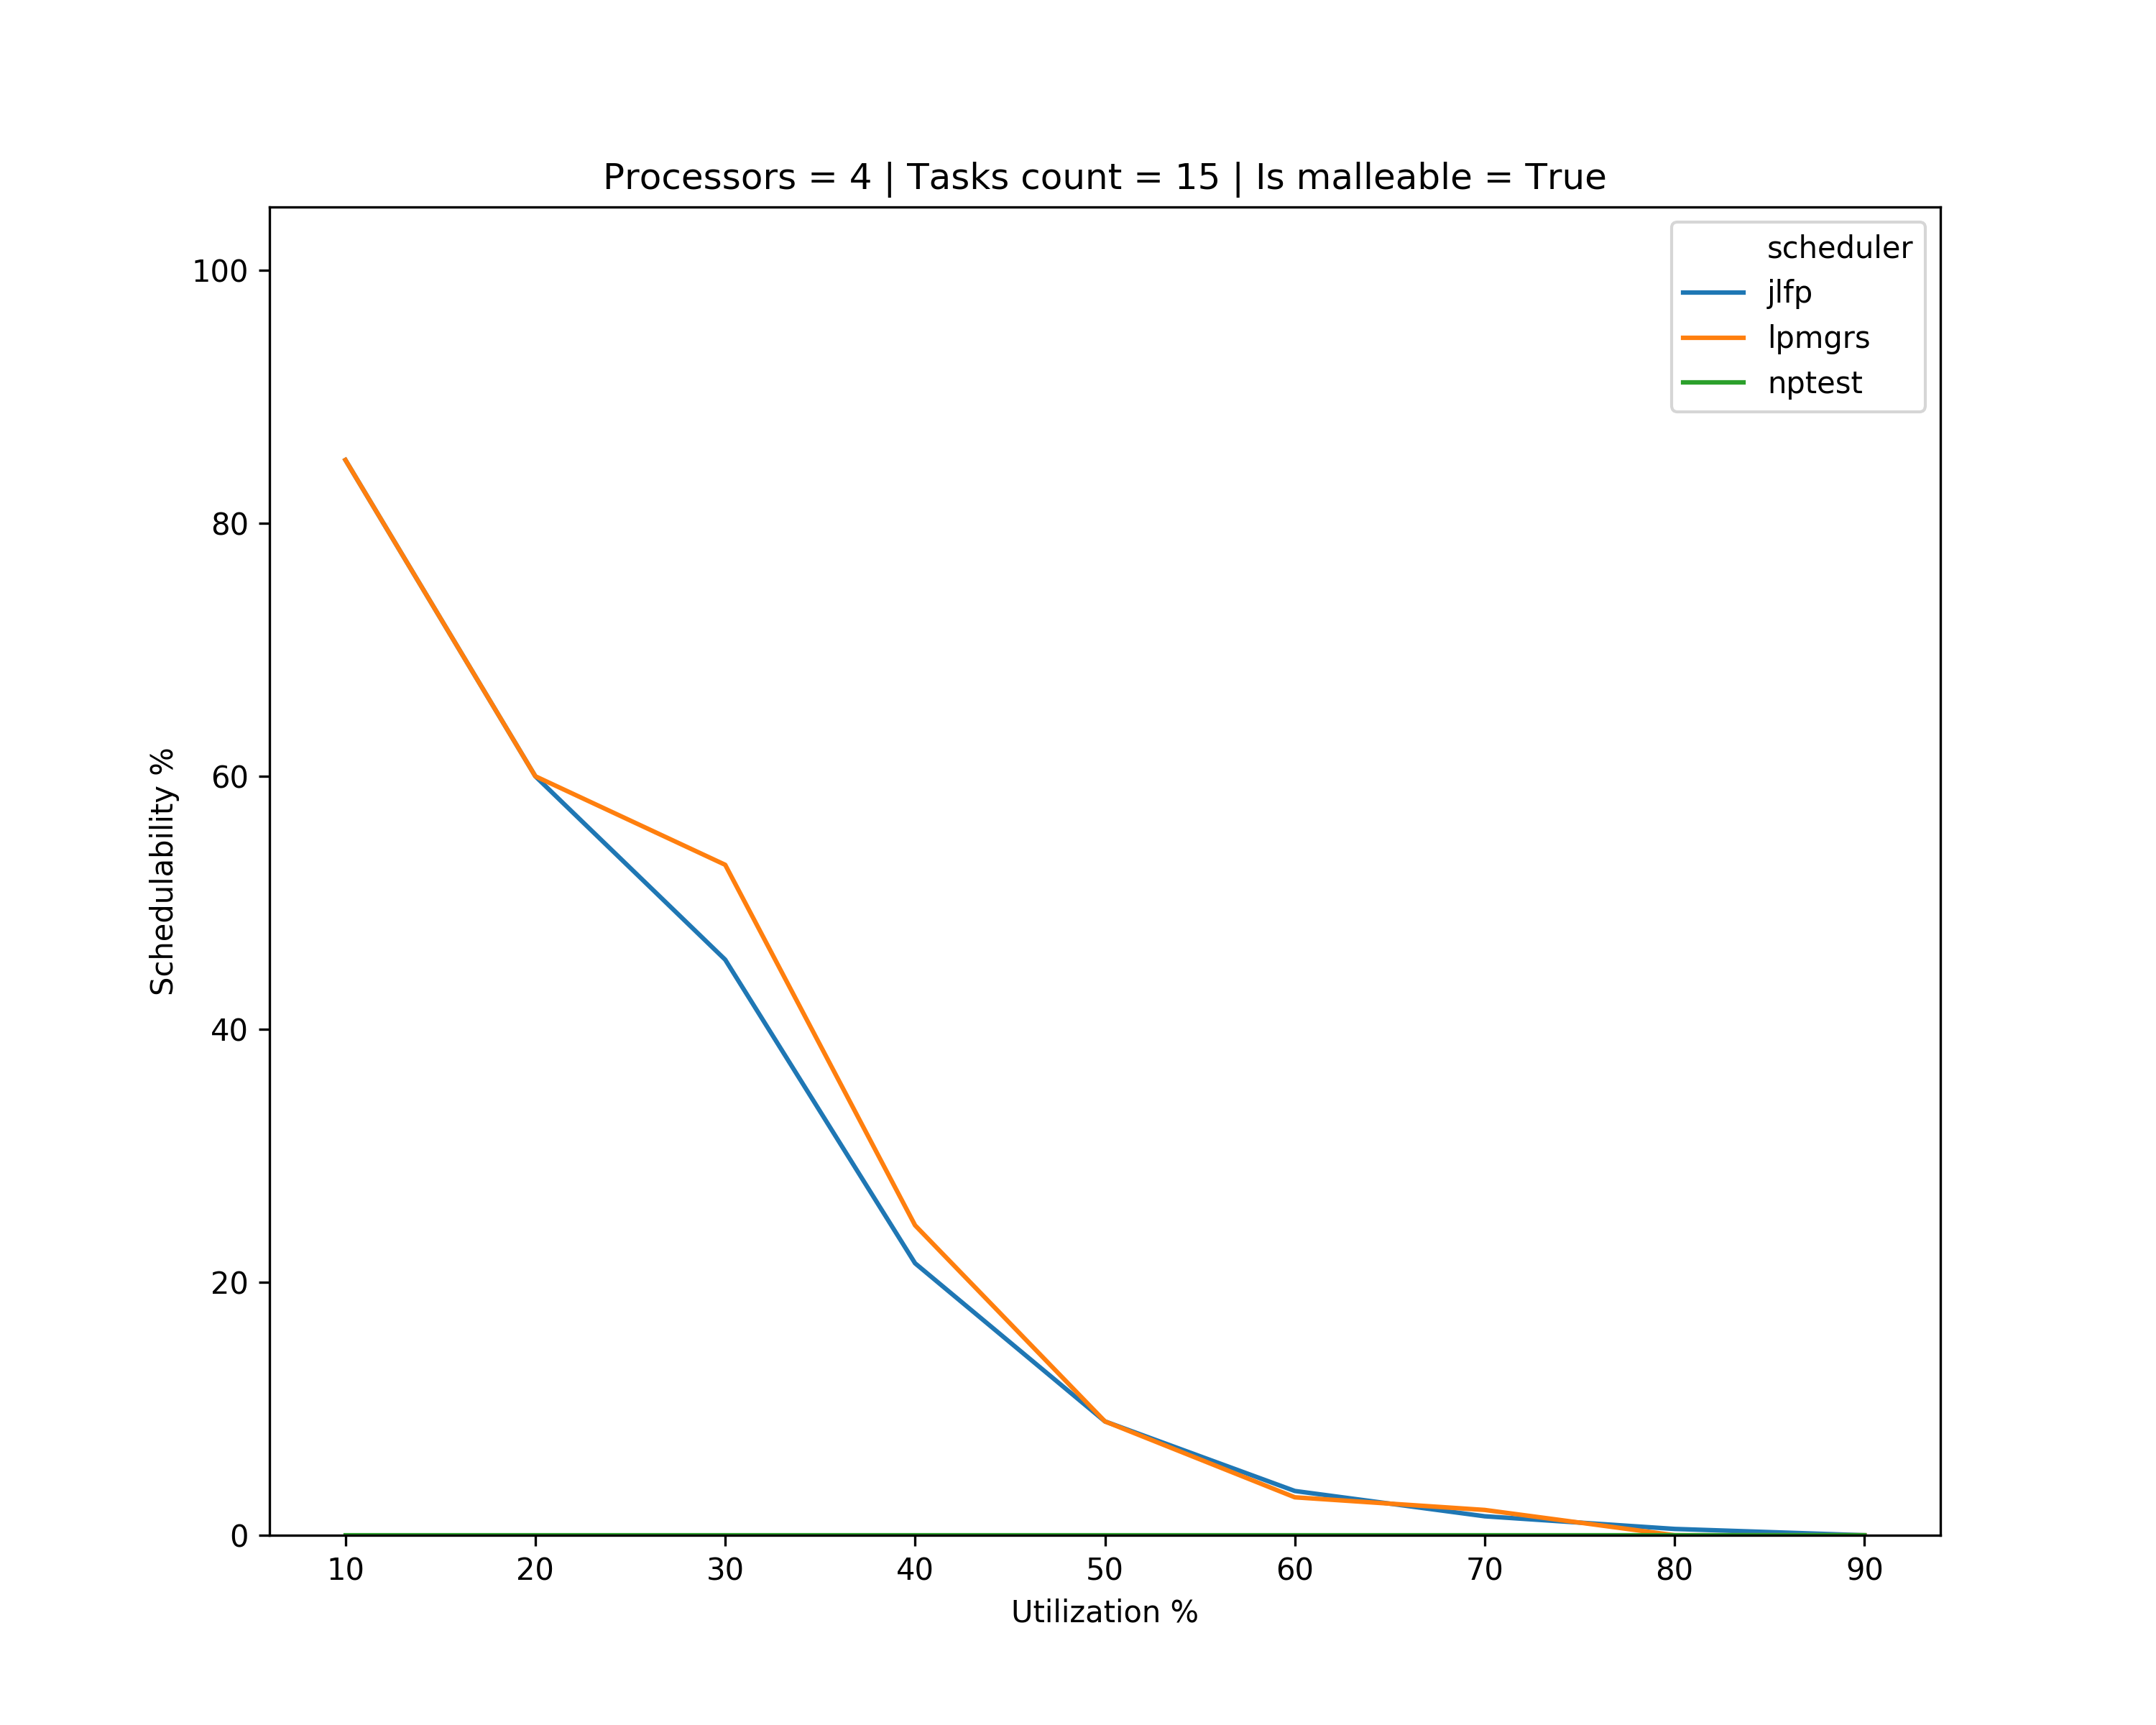 Processors = 4 | Tasks count = 15 | Is malleable = True
scheduler
jlfp
lpmgrs
nptest
Schedulability %
100
80
60
40
20
0
10 20 30 40 50 60 70 80 90
Utilization %